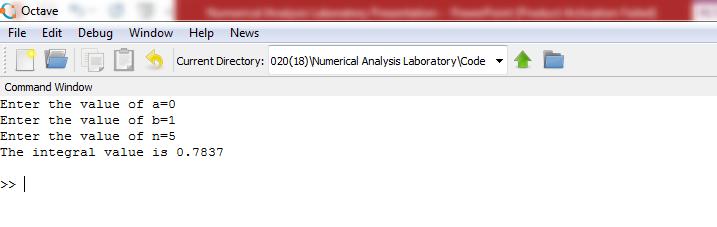 Octave
Numerical Analysis Laboratory Presentation - PowerPoint (Product Activation Failed)
File Edit Debug Window Help News
Current Directory: 020(18)\Numerical Analysis Laboratory\Code
Command Window
Enter the value of a=0
Enter the value of b=1
Enter the value of n=5
The integral value is 0.7837
>>